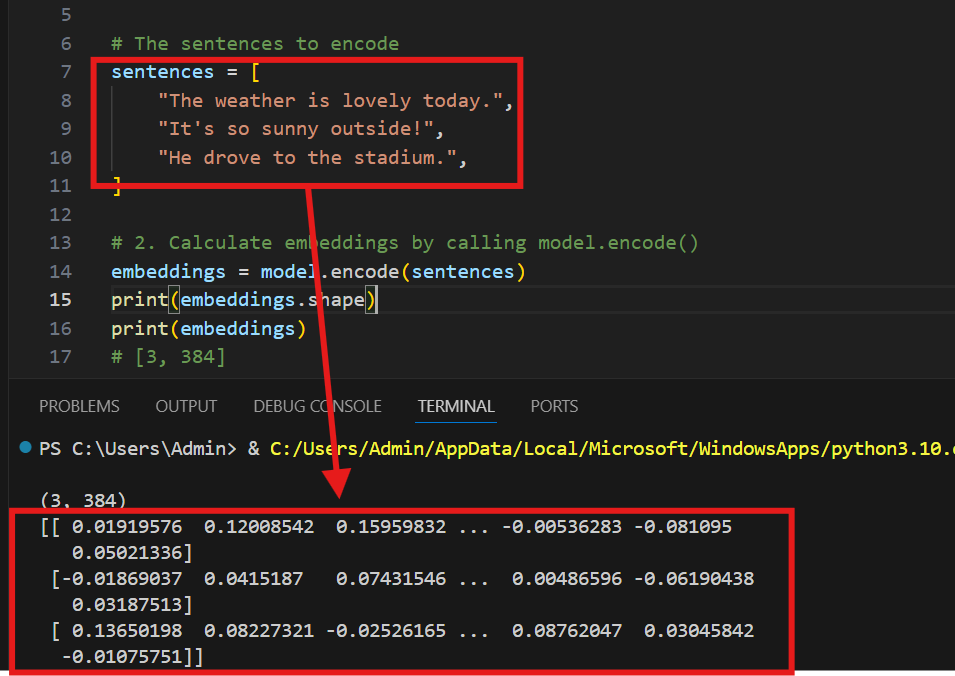 5
6 # The sentences to encode
7 sentences = [
8 "The weather is lovely today.",
9 "It's so sunny outside!",
10 "He drove to the stadium.",
11 ]
12
13 # 2. Calculate embeddings by calling model.encode()
14 embeddings = model.encode(sentences)
15 print(embeddings.shape)
16 print(embeddings)
17 # [3, 384]
PROBLEMS OUTPUT DEBUG CONSOLE TERMINAL PORTS
PS C:\Users\Admin> & C:/Users/Admin/AppData/Local/Microsoft/WindowsApps/python3.10.
(3, 384)
[[ 0.01919576 0.12008542 0.15959832 ... -0.00536283 -0.081095
0.05021336]
[-0.01869037 0.0415187 0.07431546 ... 0.00486596 -0.06190438
0.03187513]
[ 0.13650198 0.08227321 -0.02526165 ... 0.08762047 0.03045842
-0.01075751]]